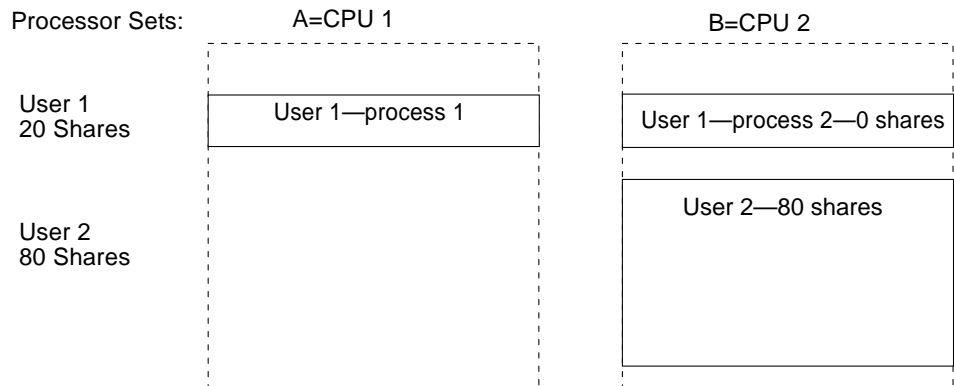 Processor Sets: A=CPU 1 B=CPU 2
User 1
20 Shares
User 1—process 1
User 1—process 2—0 shares
User 2
80 Shares
User 2—80 shares